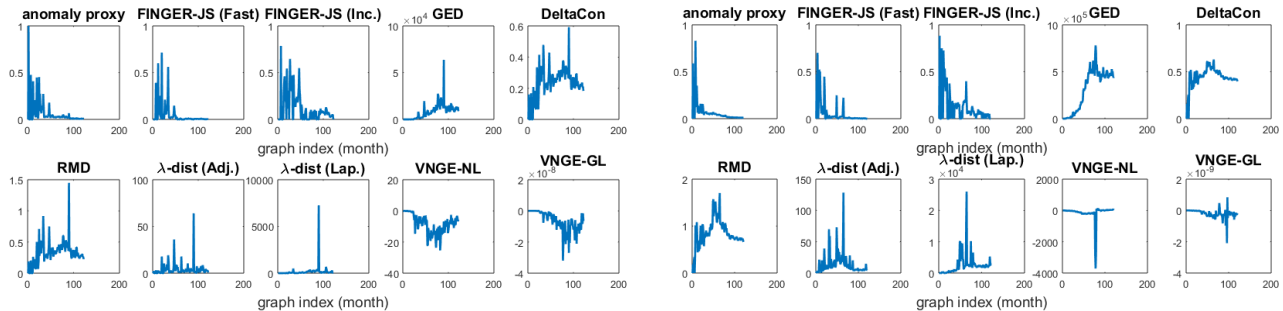 anomaly proxy FINGER-JS (Fast) FINGER-JS (Inc.) GED DeltaCon
×10^4
1 0.5 0 0 100 200
1 0.5 0 0 100 200
1 0.5 0 0 100 200
10 5 0 0 100 200
0.6 0.4 0.2 0 0 100 200
graph index (month)
RMD λ-dist (Adj.) λ-dist (Lap.) VNGE-NL VNGE-GL
×10^-8
1.5 1 0.5 0 0 100 200
100 50 0 0 100 200
10000 5000 0 0 100 200
20 0 -20 -40 0 100 200
2 0 -2 -4 0 100 200
graph index (month)
anomaly proxy FINGER-JS (Fast) FINGER-JS (Inc.) GED DeltaCon
×10^5
1 0.5 0 0 100 200
1 0.5 0 0 100 200
1 0.5 0 0 100 200
10 5 0 0 100 200
1 0.5 0 0 100 200
graph index (month)
RMD λ-dist (Adj.) λ-dist (Lap.) VNGE-NL VNGE-GL
×10^4 ×10^-9
2 1 0 0 100 200
150 100 50 0 0 100 200
3 2 1 0 0 100 200
2000 0 -2000 -4000 0 100 200
2 0 -2 -4 0 100 200
graph index (month)